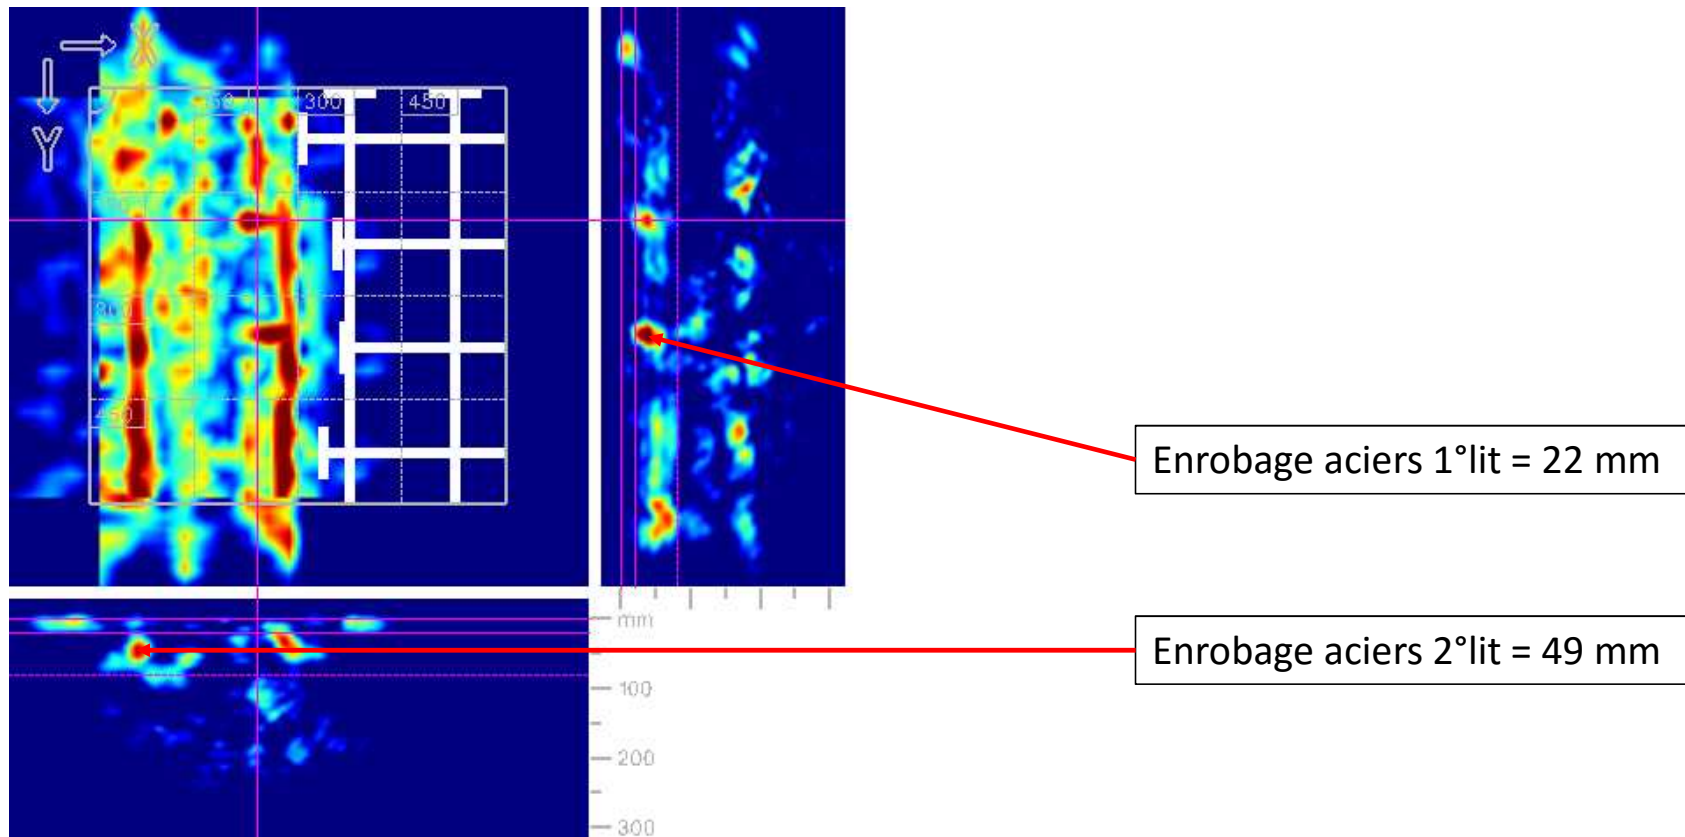 X
Y
300
450
300
450
Enrobage aciers 1°lit = 22 mm
mm
Enrobage aciers 2°lit = 49 mm
100
200
300